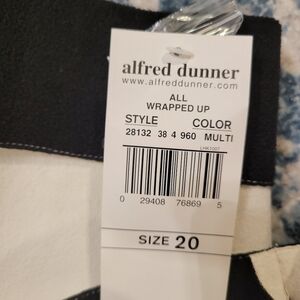 alfred dunner
www.alfreddunner.com
ALL
WRAPPED UP
STYLE COLOR
28132 38 4 960 MULTI
LHK1007
0 29408 76869 5
SIZE 20